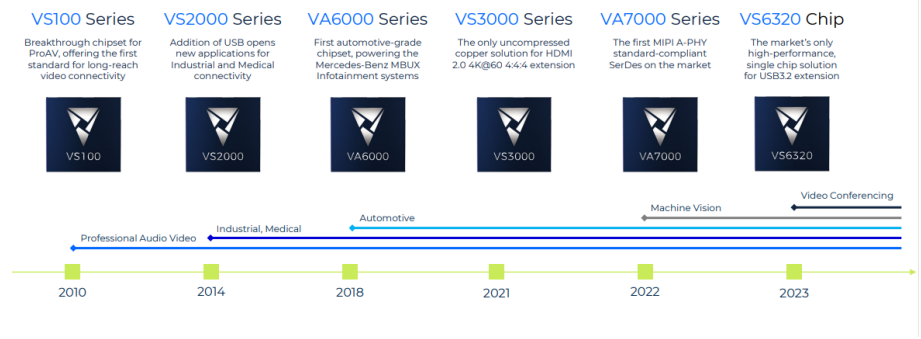 VS100 Series
Breakthrough chipset for
ProAV, offering the first
standard for long-reach
video connectivity
VS100
VS2000 Series
Addition of USB opens
new applications for
Industrial and Medical
connectivity
VS2000
VA6000 Series
First automotive-grade
chipset, powering the
Mercedes-Benz MBUX
Infotainment systems
VA6000
VS3000 Series
The only uncompressed
copper solution for HDMI
2.0 4K@60 4:4:4 extension
VS3000
VA7000 Series
The first MIPI A-PHY
standard-compliant
SerDes on the market
VA7000
VS6320 Chip
The market's only
high-performance,
single chip solution
for USB3.2 extension
VS6320
Video Conferencing
Machine Vision
Automotive
Industrial, Medical
Professional Audio Video
2010
2014
2018
2021
2022
2023